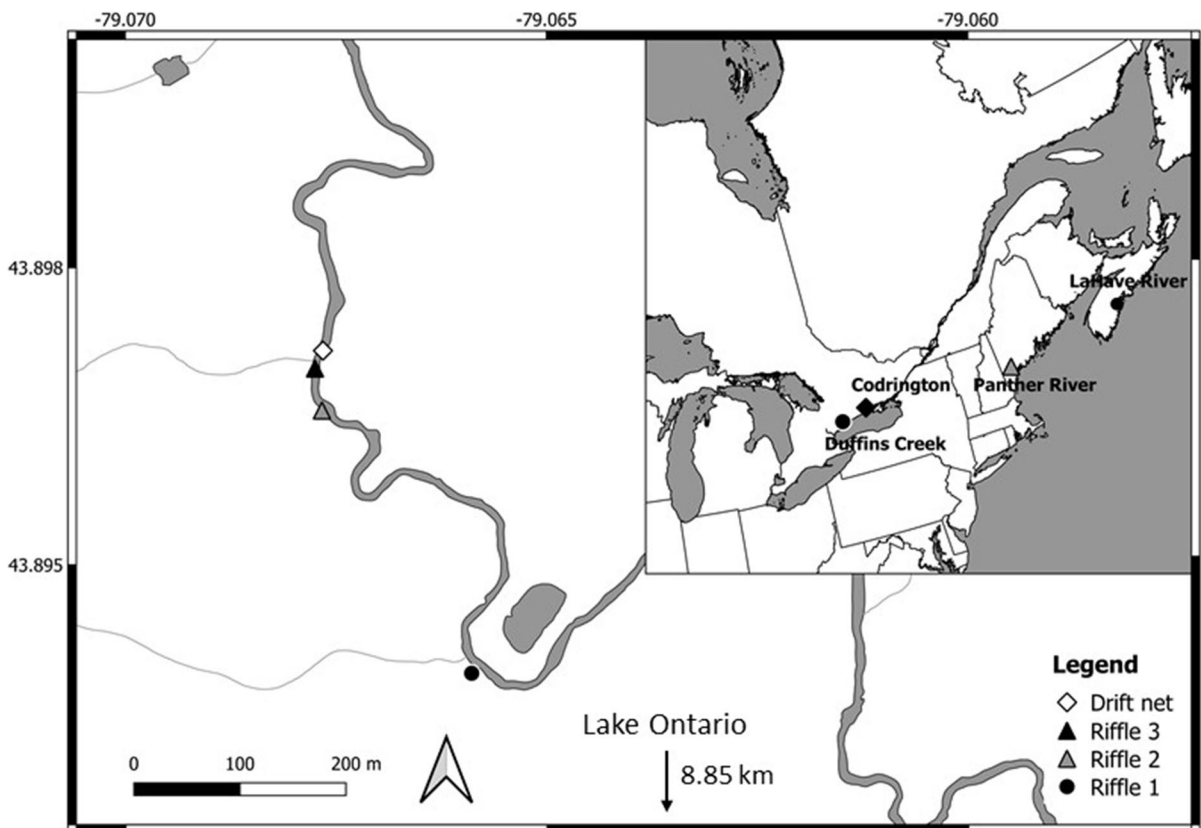 -79.070 -79.065 -79.060
43.898
LaHave River
Codrington Panther River
Duffins Creek
43.895
Legend
Drift net
Lake Ontario
Riffle 3
0 100 200 m
8.85 km
Riffle 2
Riffle 1